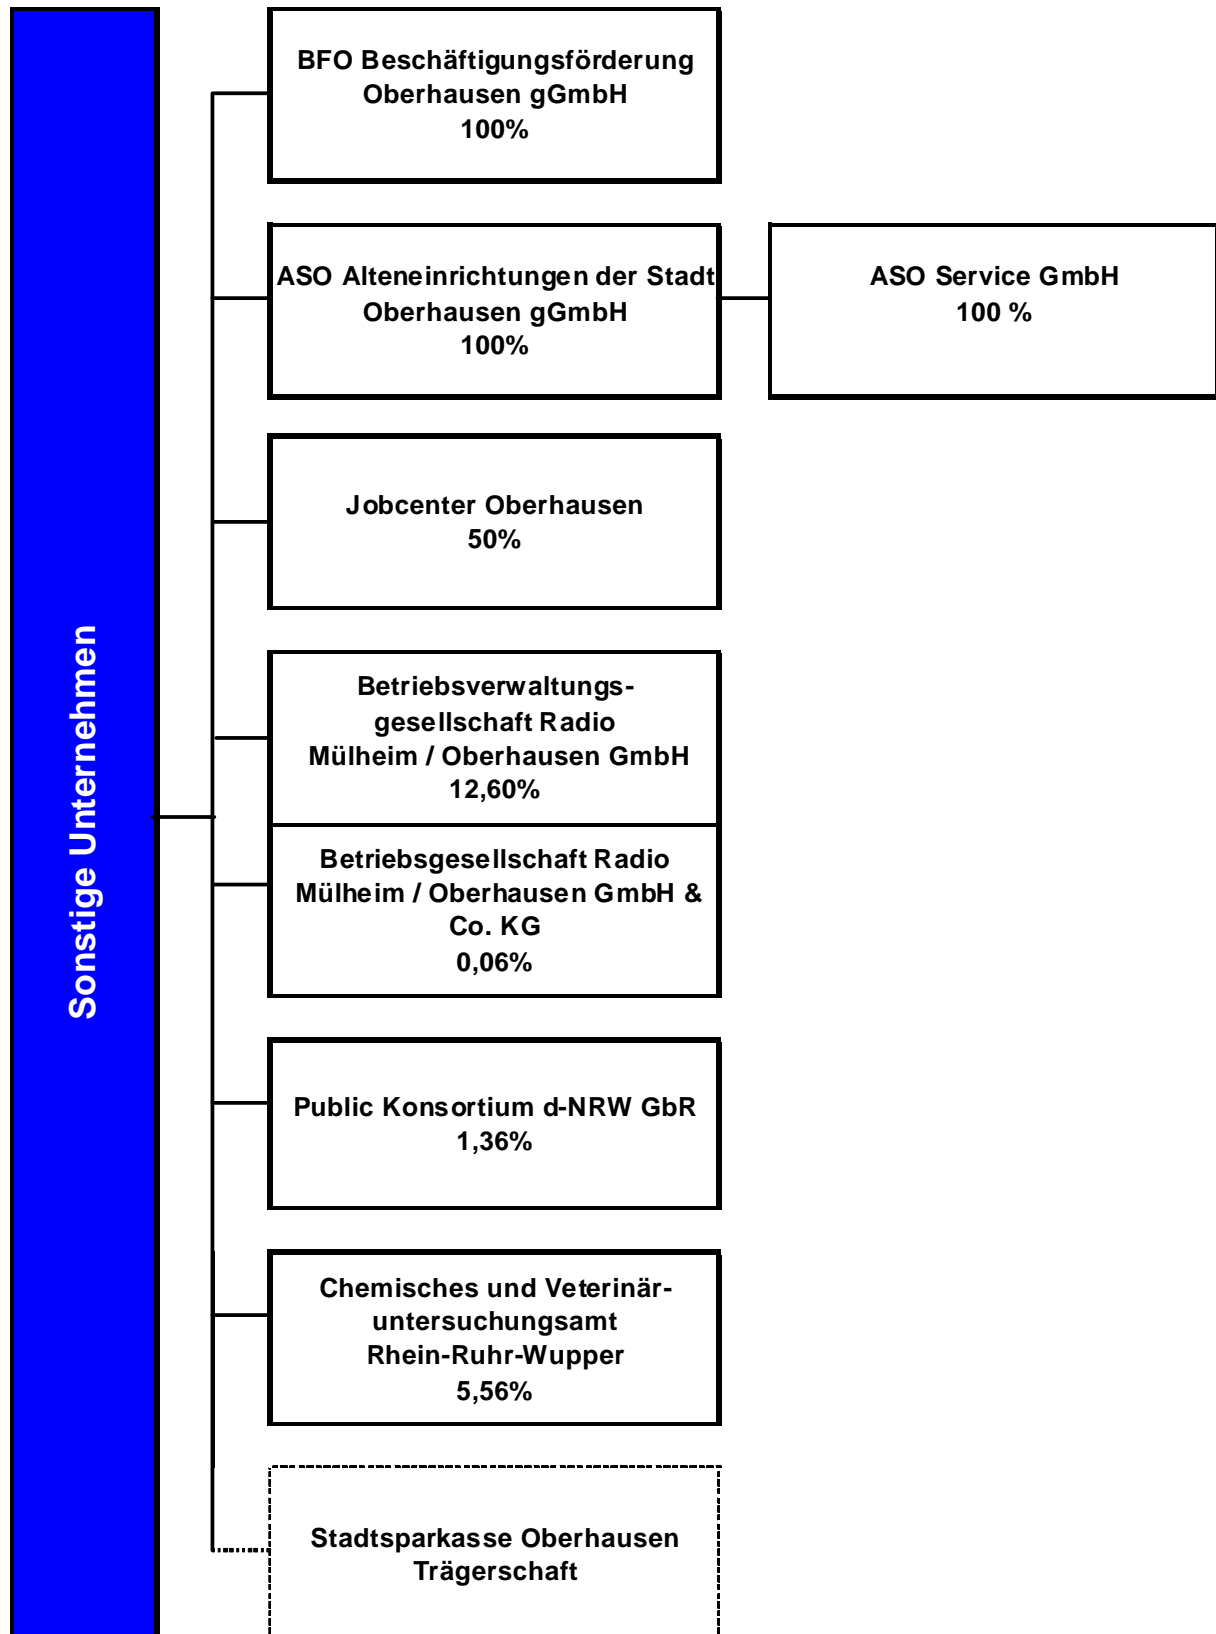 Sonstige Unternehmen
BFO Beschäftigungsförderung
Oberhausen gGmbH
100%
ASO Alteneinrichtungen der Stadt
Oberhausen gGmbH
100%
ASO Service GmbH
100 %
Jobcenter Oberhausen
50%
Betriebsverwaltungs-
gesellschaft Radio
Mülheim / Oberhausen GmbH
12,60%
Betriebsgesellschaft Radio
Mülheim / Oberhausen GmbH &
Co. KG
0,06%
Public Konsortium d-NRW GbR
1,36%
Chemisches und Veterinär-
untersuchungsamt
Rhein-Ruhr-Wupper
5,56%
Stadtsparkasse Oberhausen
Trägerschaft